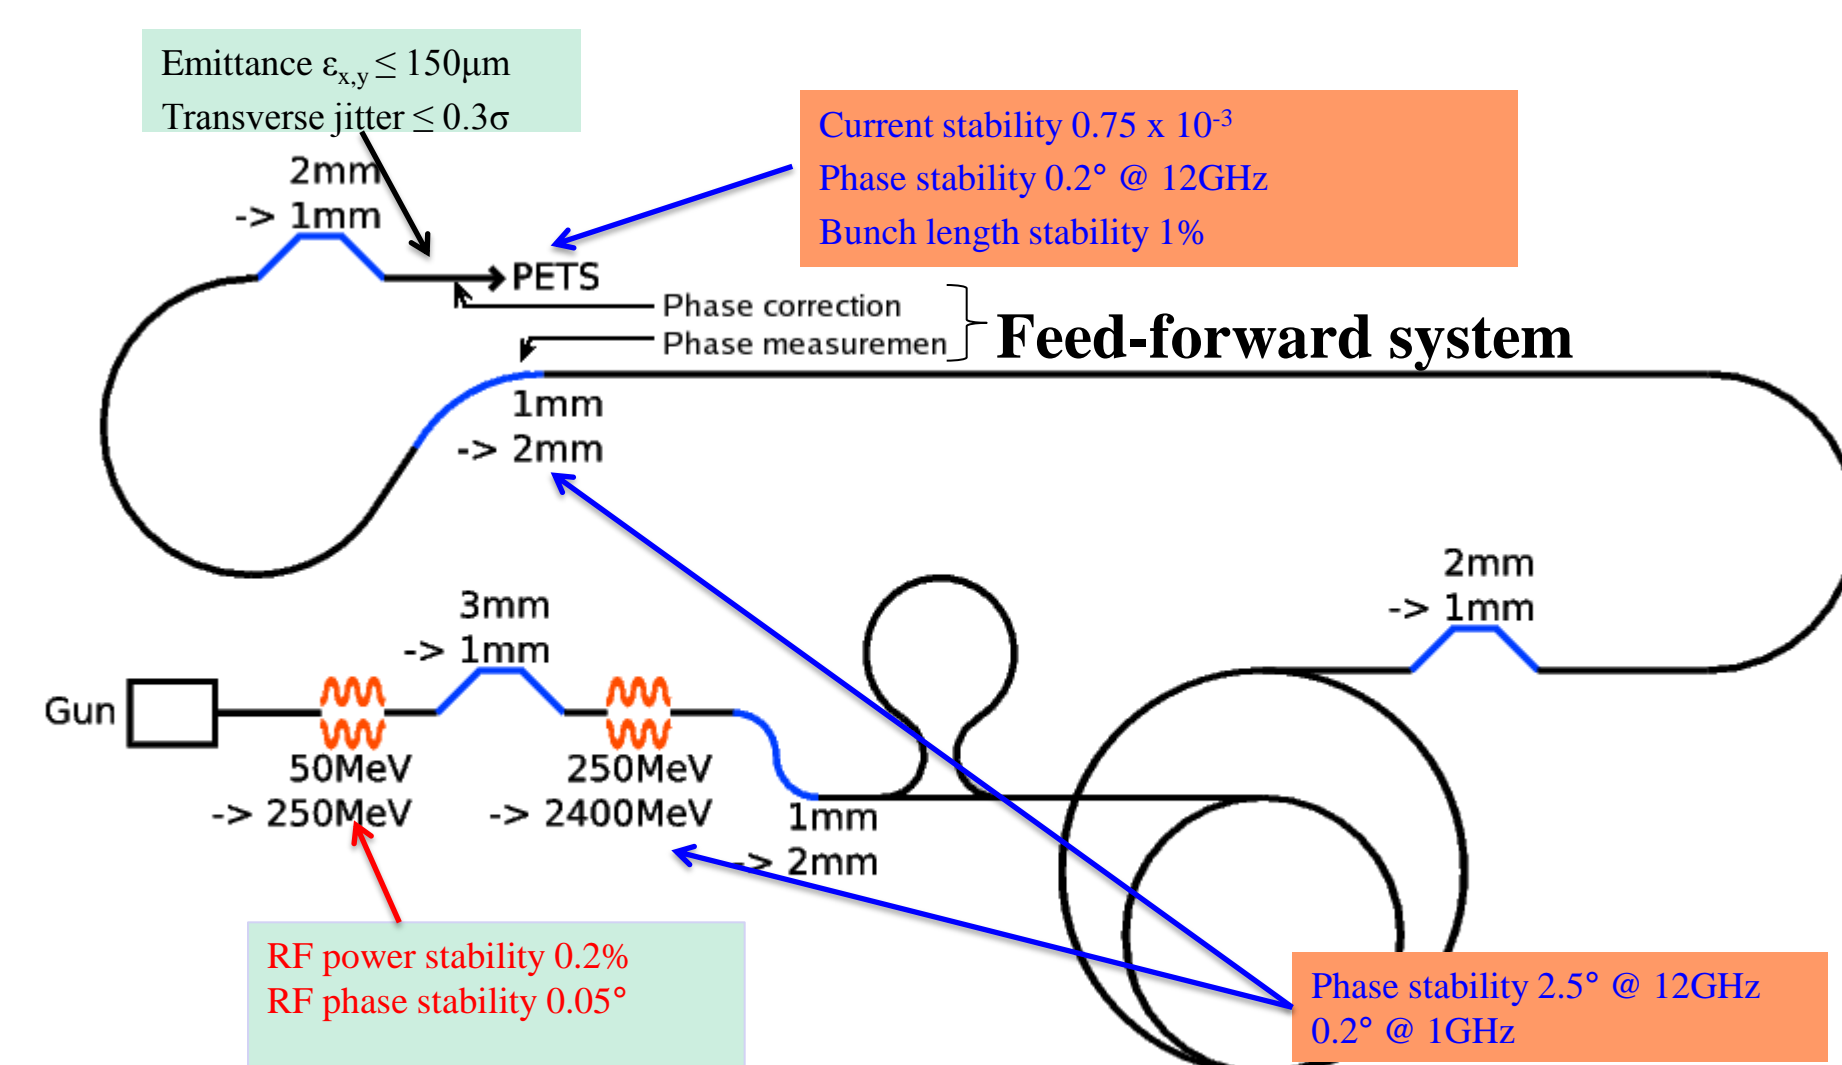 Emittance εx,y ≤ 150μm
Transverse jitter ≤ 0.3σ
Current stability 0.75 x 10-3
Phase stability 0.2° @ 12GHz
Bunch length stability 1%
2mm
-> 1mm
PETS
Phase correction
Phase measuremen
Feed-forward system
1mm
-> 2mm
2mm
-> 1mm
3mm
-> 1mm
Gun
50MeV
-> 250MeV
250MeV
-> 2400MeV
1mm
-> 2mm
RF power stability 0.2%
RF phase stability 0.05°
Phase stability 2.5° @ 12GHz
0.2° @ 1GHz